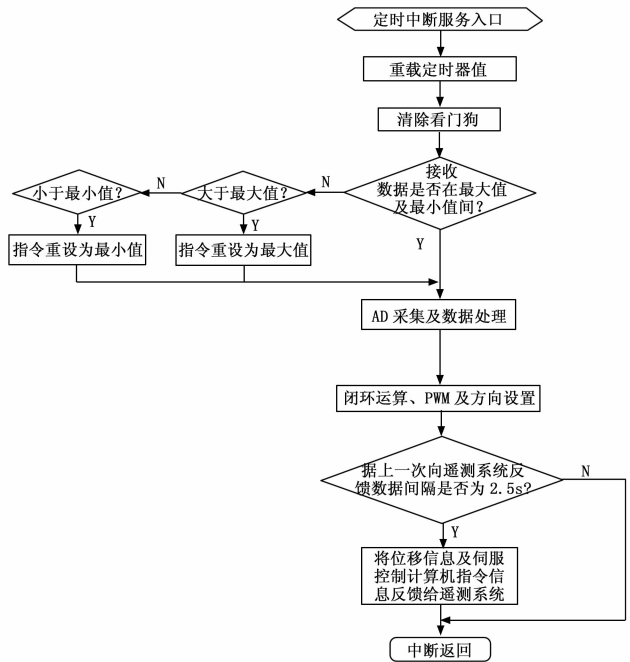 定时中断服务入口
重载定时器值
清除看门狗
接收
数据是否在最大值
及最小值间？
N
大于最大值？
N
小于最小值？
Y
Y
Y
指令重设为最小值
指令重设为最大值
AD 采集及数据处理
闭环运算、PWM 及方向设置
据上一次向遥测系统反
馈数据间隔是否为 2.5s?
N
Y
将位移信息及伺服
控制计算机指令信
息反馈给遥测系统
中断返回